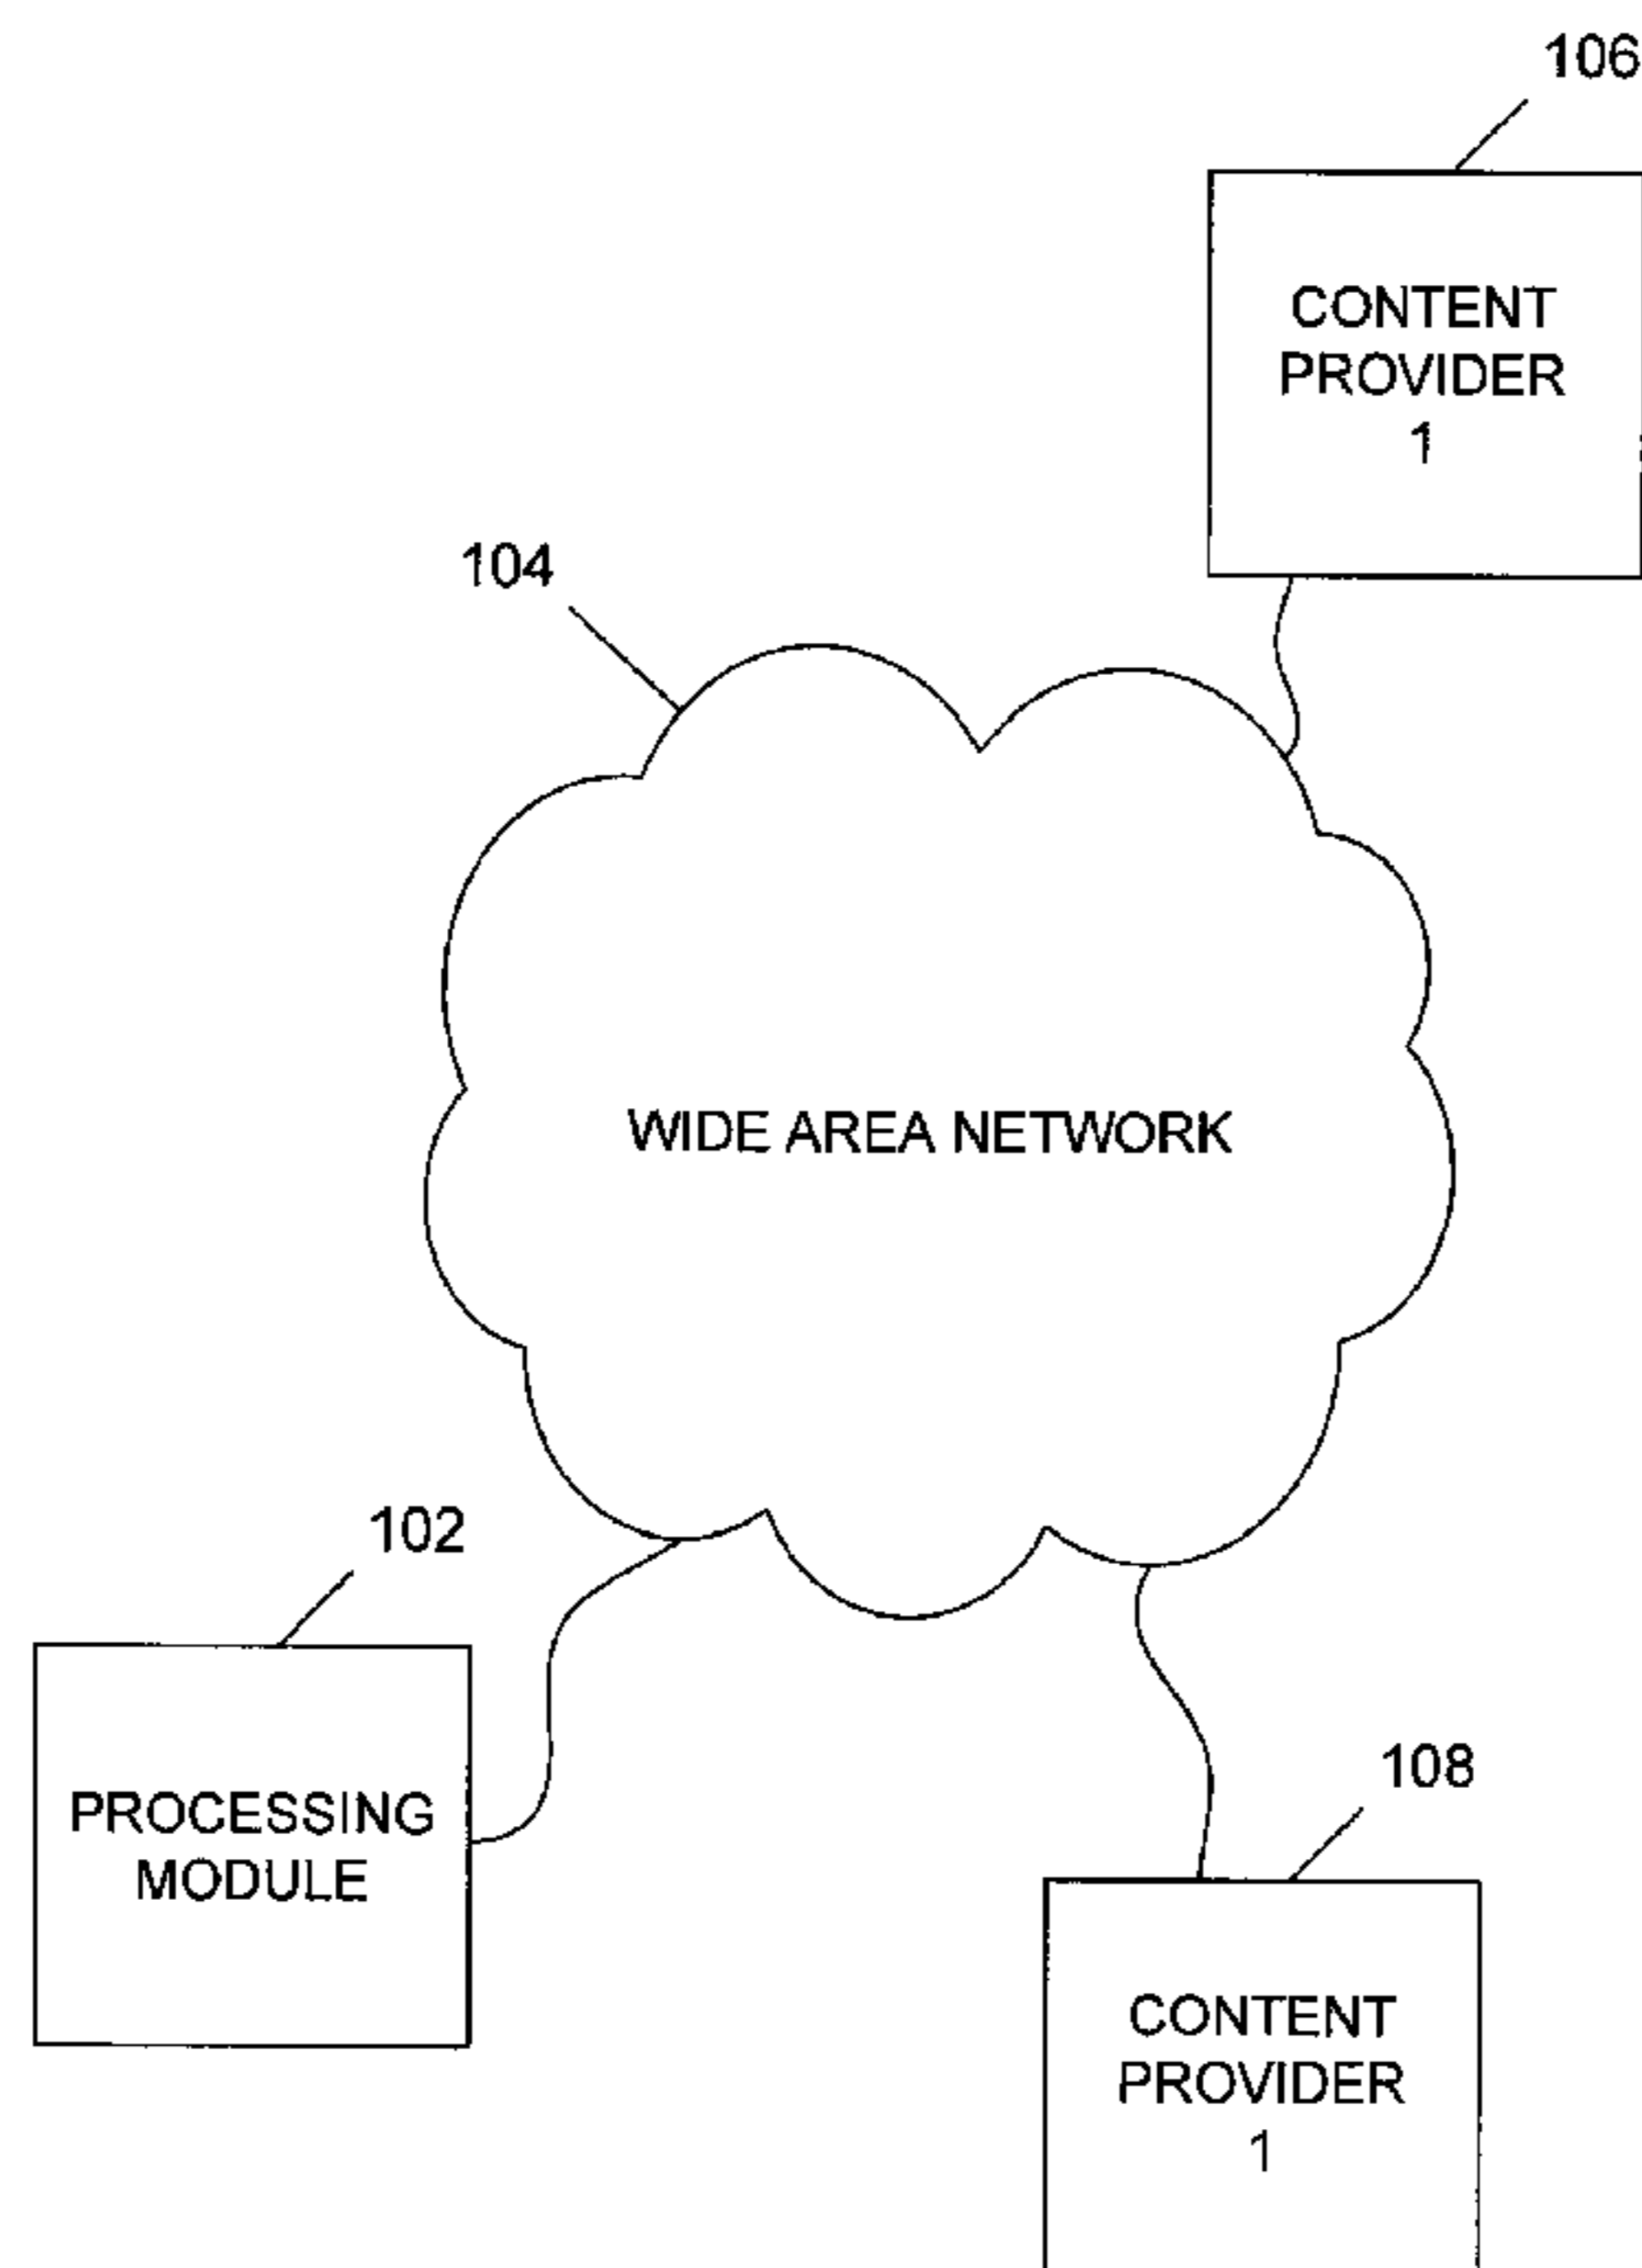 106
CONTENT
PROVIDER
1
104
WIDE AREA NETWORK
102
PROCESSING
MODULE
108
CONTENT
PROVIDER
1